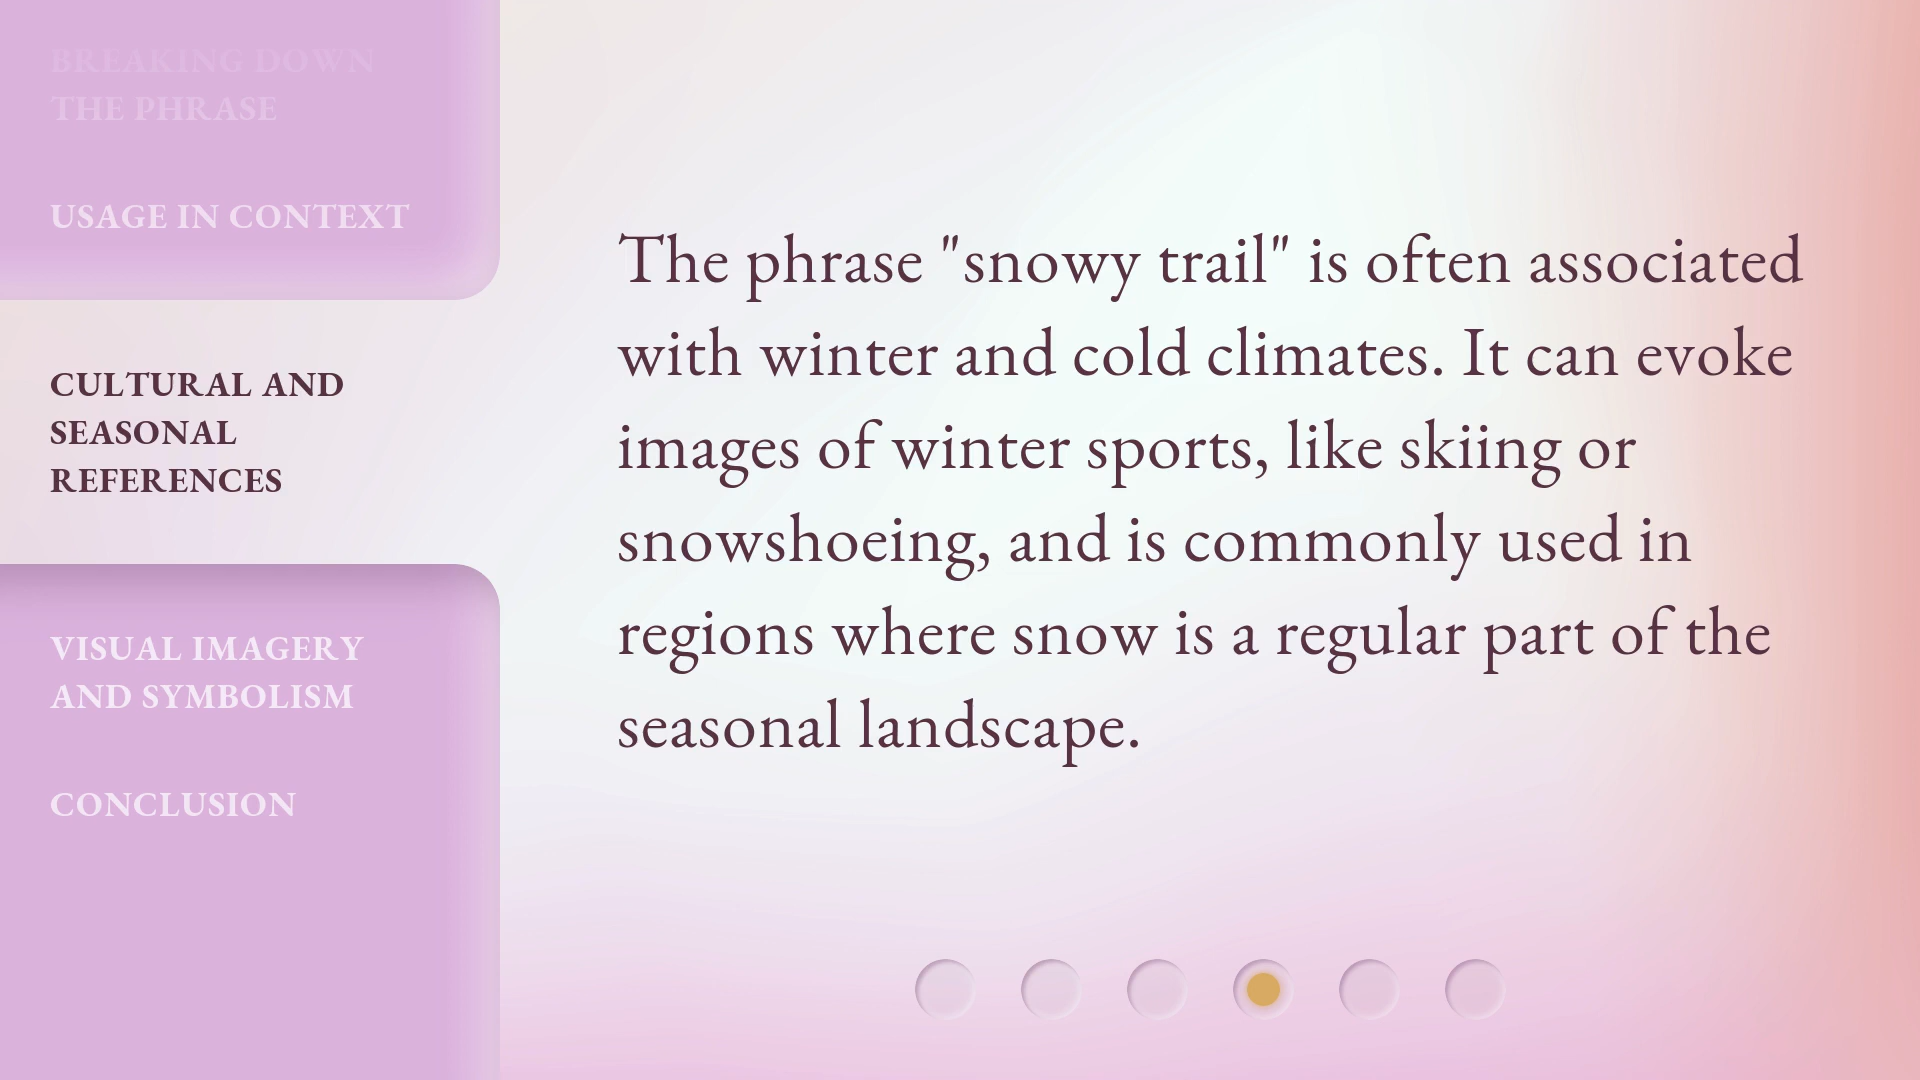 BREAKING DOWN
THE PHRASE
USAGE IN CONTEXT
CULTURAL AND
SEASONAL
REFERENCES
VISUAL IMAGERY
AND SYMBOLISM
CONCLUSION
The phrase "snowy trail" is often associated
with winter and cold climates. It can evoke
images of winter sports, like skiing or
snowshoeing, and is commonly used in
regions where snow is a regular part of the
seasonal landscape.